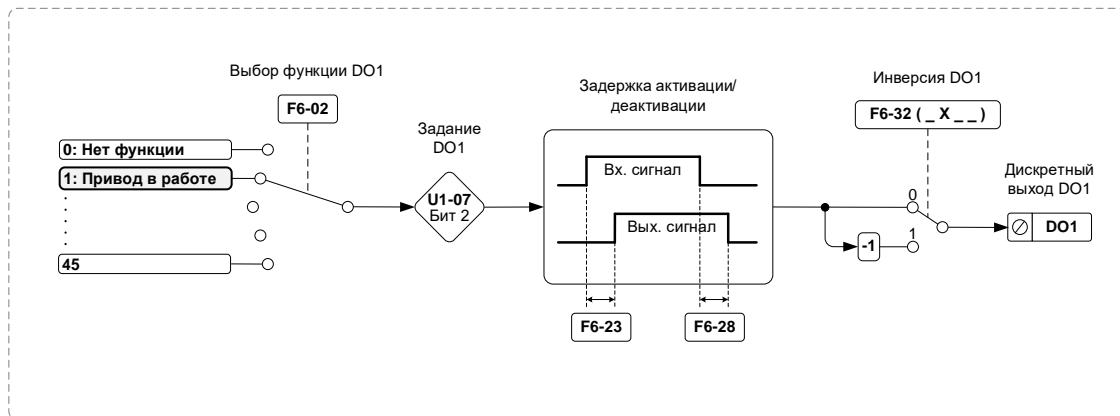 Выбор функции DO1
F6-02
0: Нет функции
1: Привод в работе
45
Задание
DO1
U1-07
Бит 2
Задержка активации/
деактивации
Вх. сигнал
Вых. сигнал
F6-23
F6-28
Инверсия DO1
F6-32 ( _ X _ _ )
0
1
-1
Дискретный
выход DO1
DO1